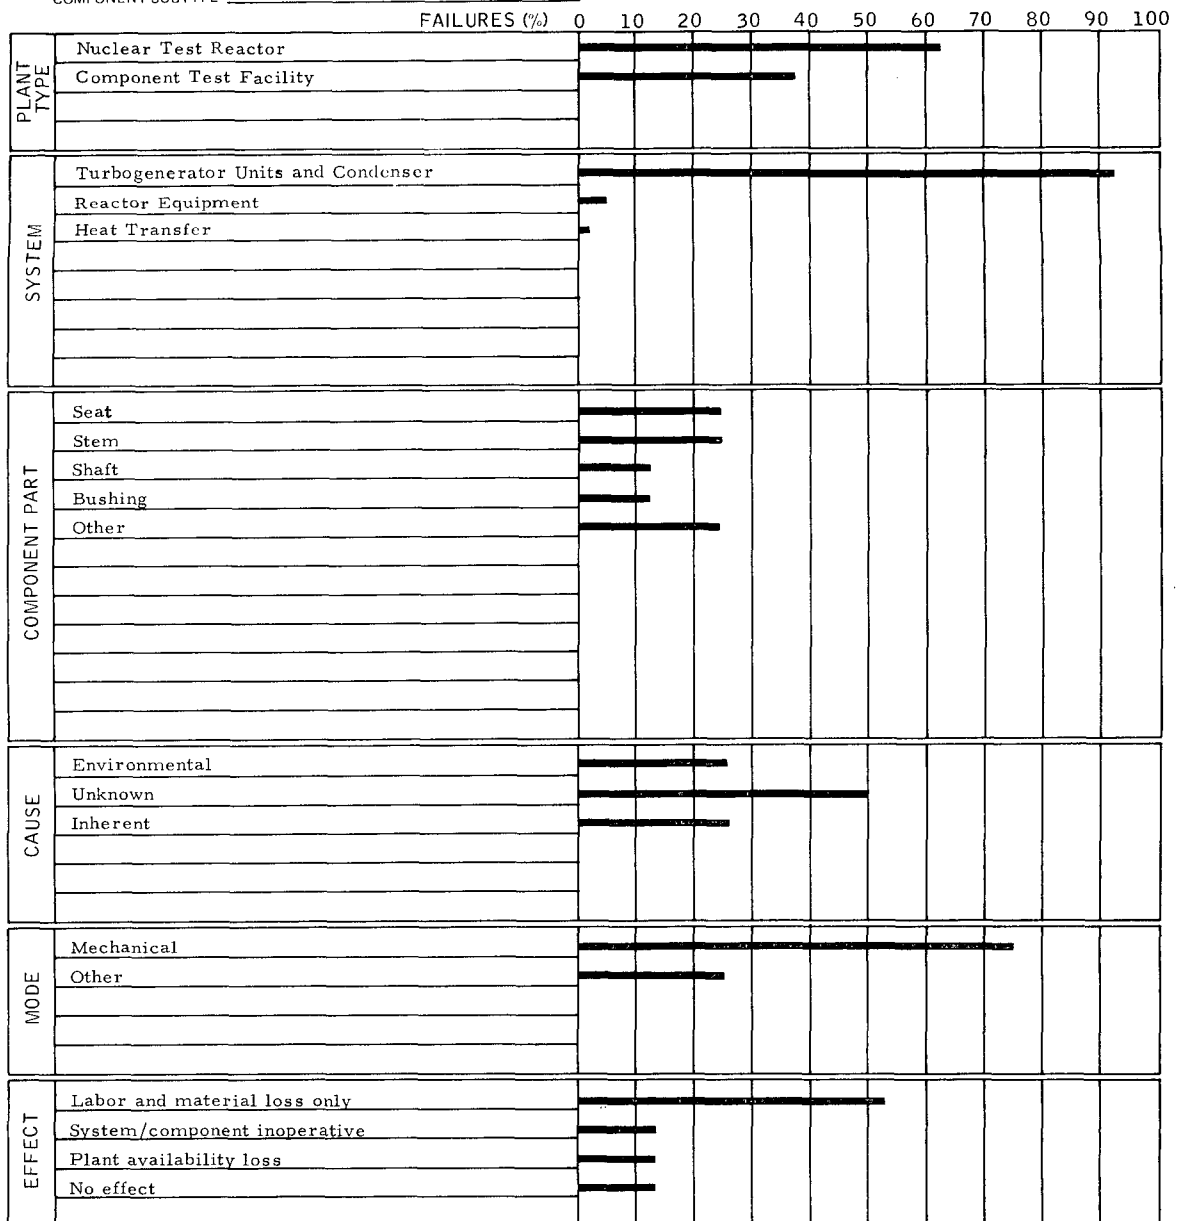 COMPONENT SUBTYPE
FAILURES (%) 0 10 20 30 40 50 60 70 80 90 100
PLANT TYPE
Nuclear Test Reactor
Component Test Facility
SYSTEM
Turbogenerator Units and Condenser
Reactor Equipment
Heat Transfer
COMPONENT PART
Seat
Stem
Shaft
Bushing
Other
CAUSE
Environmental
Unknown
Inherent
MODE
Mechanical
Other
EFFECT
Labor and material loss only
System/component inoperative
Plant availability loss
No effect